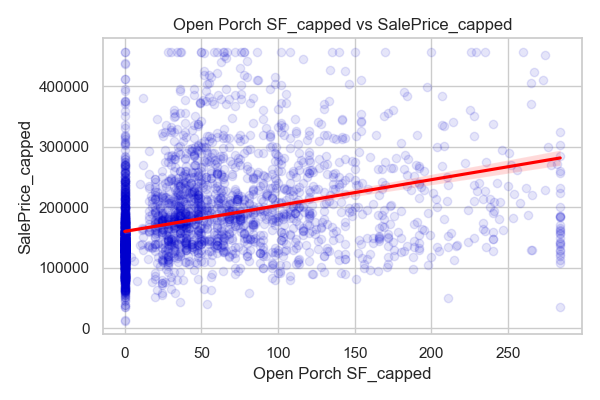 Open Porch SF_capped vs SalePrice_capped
SalePrice_capped
400000
300000
200000
100000
0
0 50 100 150 200 250
Open Porch SF_capped